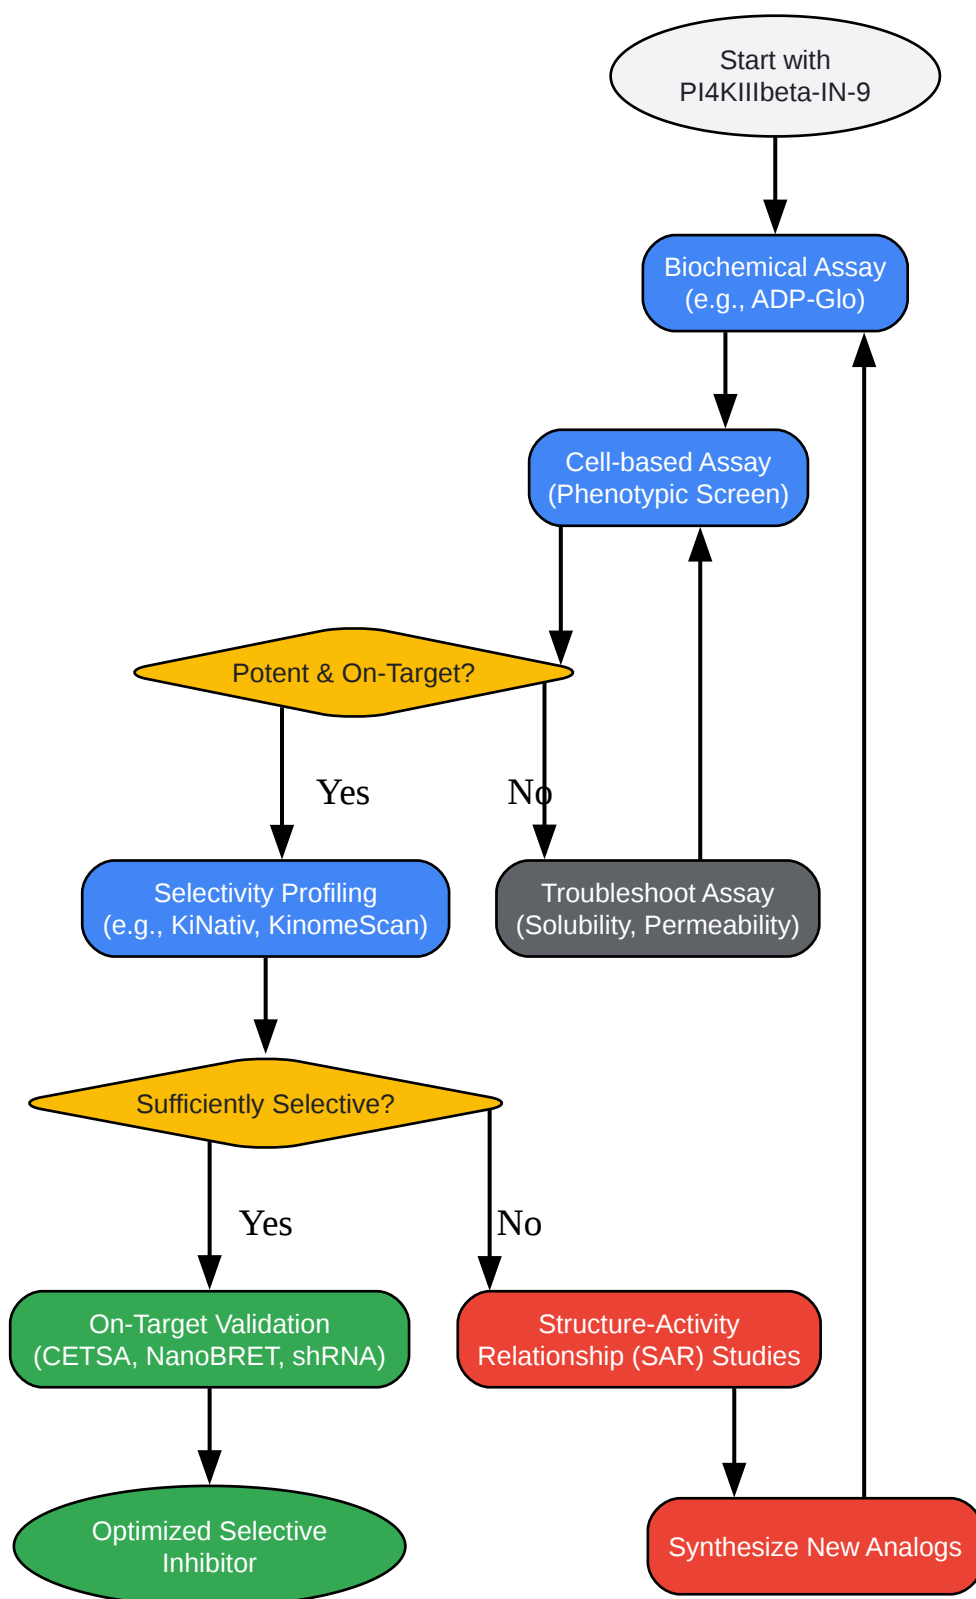 Start with
PI4KIIIbeta-IN-9
Biochemical Assay
(e.g., ADP-Glo)
Cell-based Assay
(Phenotypic Screen)
Potent & On-Target?
Yes
No
Selectivity Profiling
(e.g., KiNativ, KinomeScan)
Troubleshoot Assay
(Solubility, Permeability)
Sufficiently Selective?
Yes
No
On-Target Validation
(CETSA, NanoBRET, shRNA)
Structure-Activity
Relationship (SAR) Studies
Optimized Selective
Inhibitor
Synthesize New Analogs